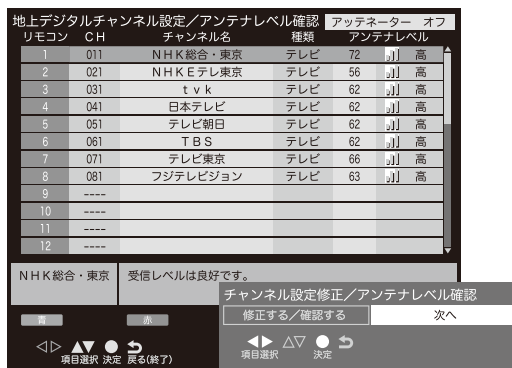 地上デジタルチャンネル設定／アンテナレベル確認 アッテネーター オフ
リモコン CH チャンネル名 種類 アンテナレベル
1 011 NHK総合・東京 テレビ 72 高
2 021 NHKEテレ東京 テレビ 56 高
3 031 tvk テレビ 62 高
4 041 日本テレビ テレビ 62 高
5 051 テレビ朝日 テレビ 62 高
6 061 TBS テレビ 62 高
7 071 テレビ東京 テレビ 66 高
8 081 フジテレビジョン テレビ 63 高
9 ----
10 ----
11 ----
12 ----
NHK総合・東京 受信レベルは良好です。
チャンネル設定修正／アンテナレベル確認
修正する／確認する 次へ
項目選択 決定
青 赤
項目選択 決定 戻る(終了)